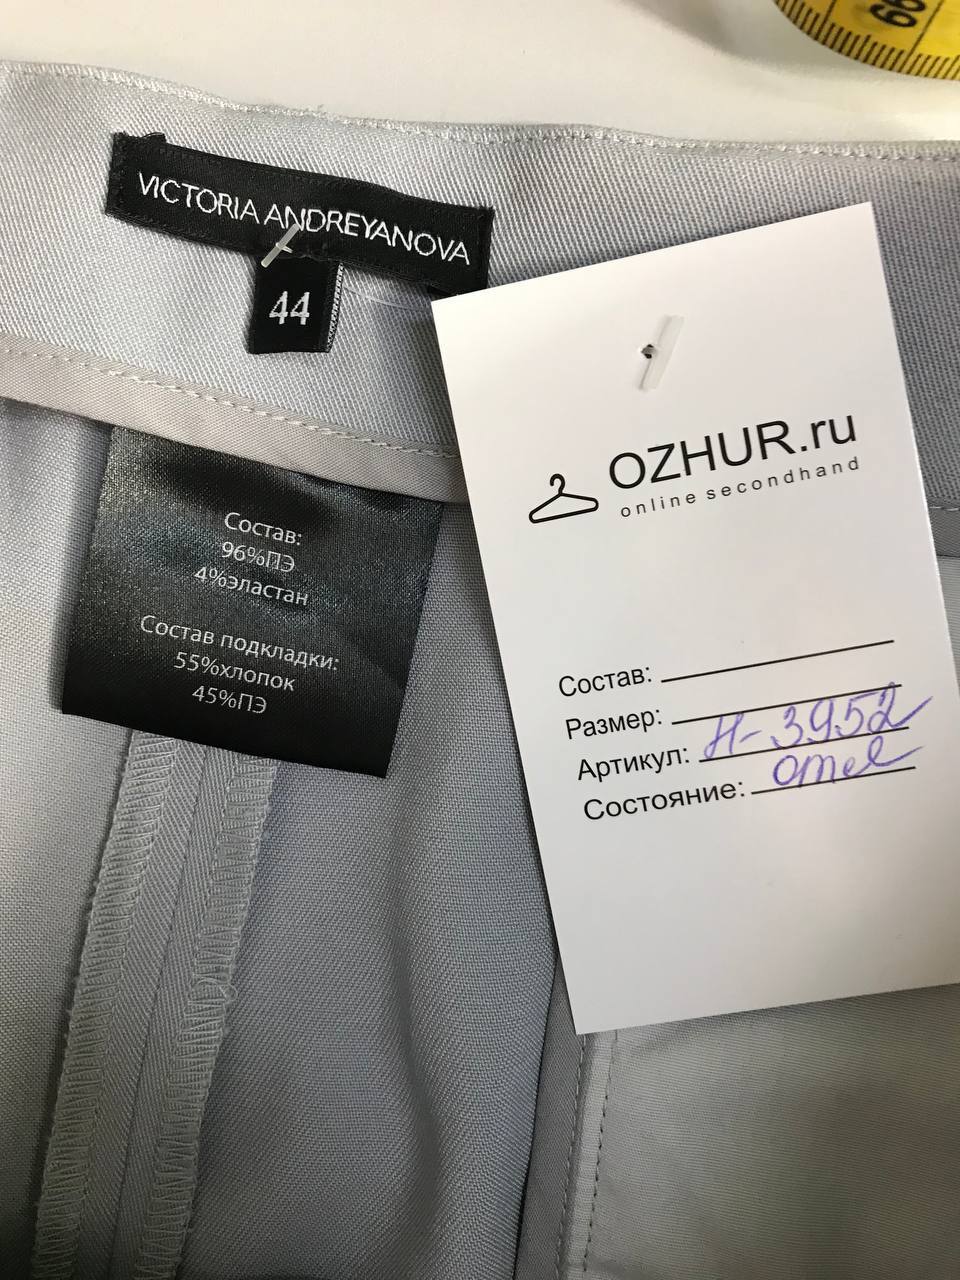 VICTORIA ANDREYANOVA
44
Состав:
96%ПЭ
4%эластан
Состав подкладки:
55%хлопок
45%ПЭ
OZHUR.ru
online secondhand
Состав:
Размер:
Артикул: Н-3952
Состояние: отл
99